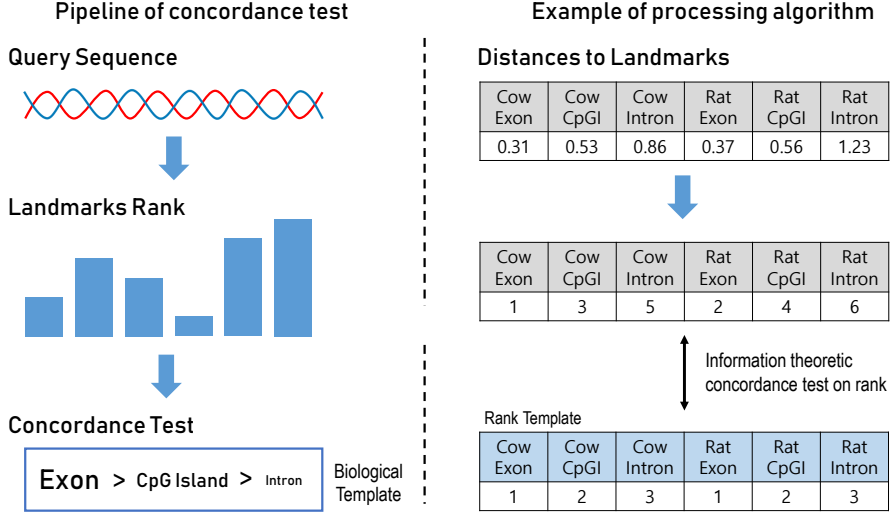 Pipeline of concordance test
Query Sequence
Landmarks Rank
Concordance Test
Exon > CpG Island > Intron
Biological
Template
Example of processing algorithm
Distances to Landmarks
Cow Cow Cow Rat Rat Rat
Exon CpGI Intron Exon CpGI Intron
0.31 0.53 0.86 0.37 0.56 1.23
Cow Cow Cow Rat Rat Rat
Exon CpGI Intron Exon CpGI Intron
1 3 5 2 4 6
Information theoretic
concordance test on rank
Rank Template
Cow Cow Cow Rat Rat Rat
Exon CpGI Intron Exon CpGI Intron
1 2 3 1 2 3